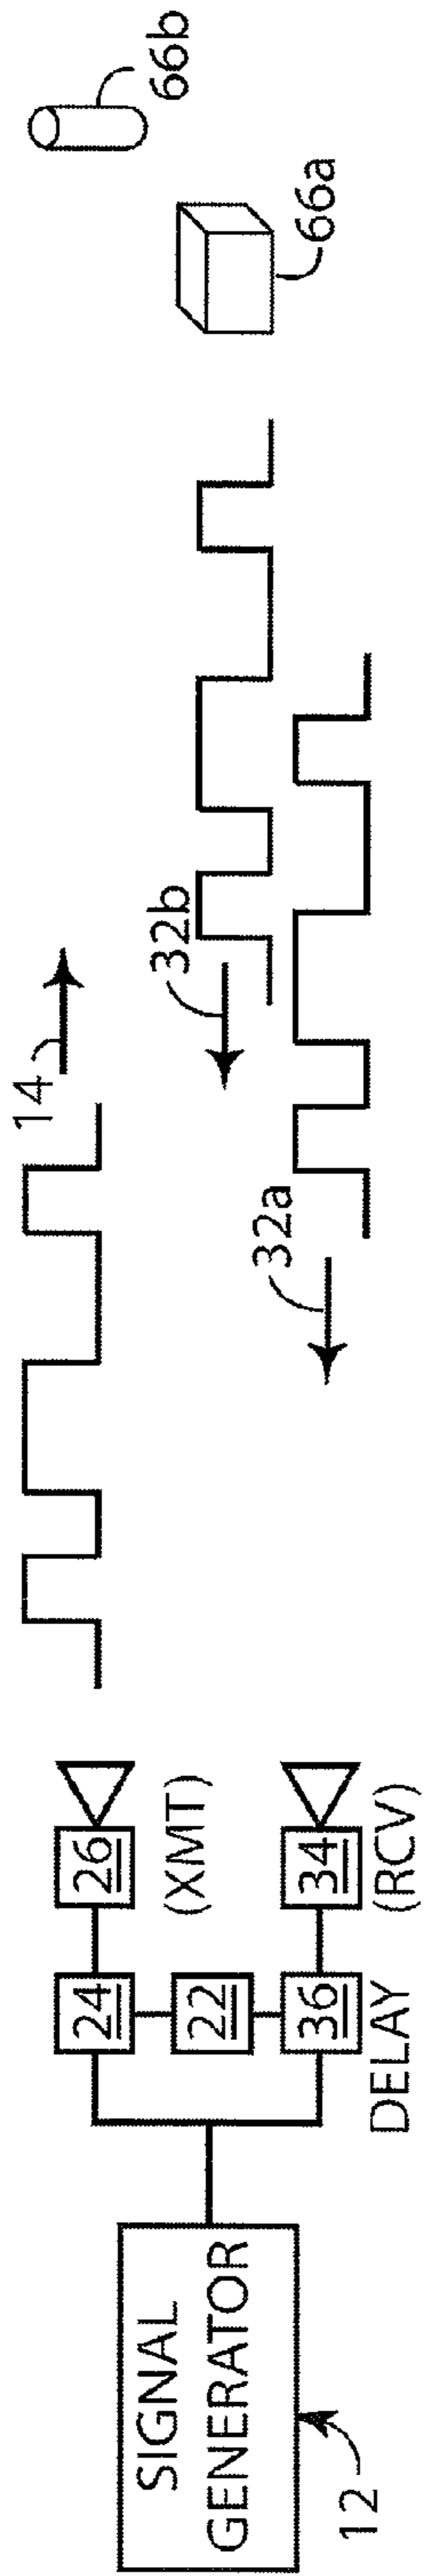 SIGNAL
GENERATOR
12
24
22
36
DELAY
26
(XMT)
34
(RCV)
14
32b
32a
66b
66a